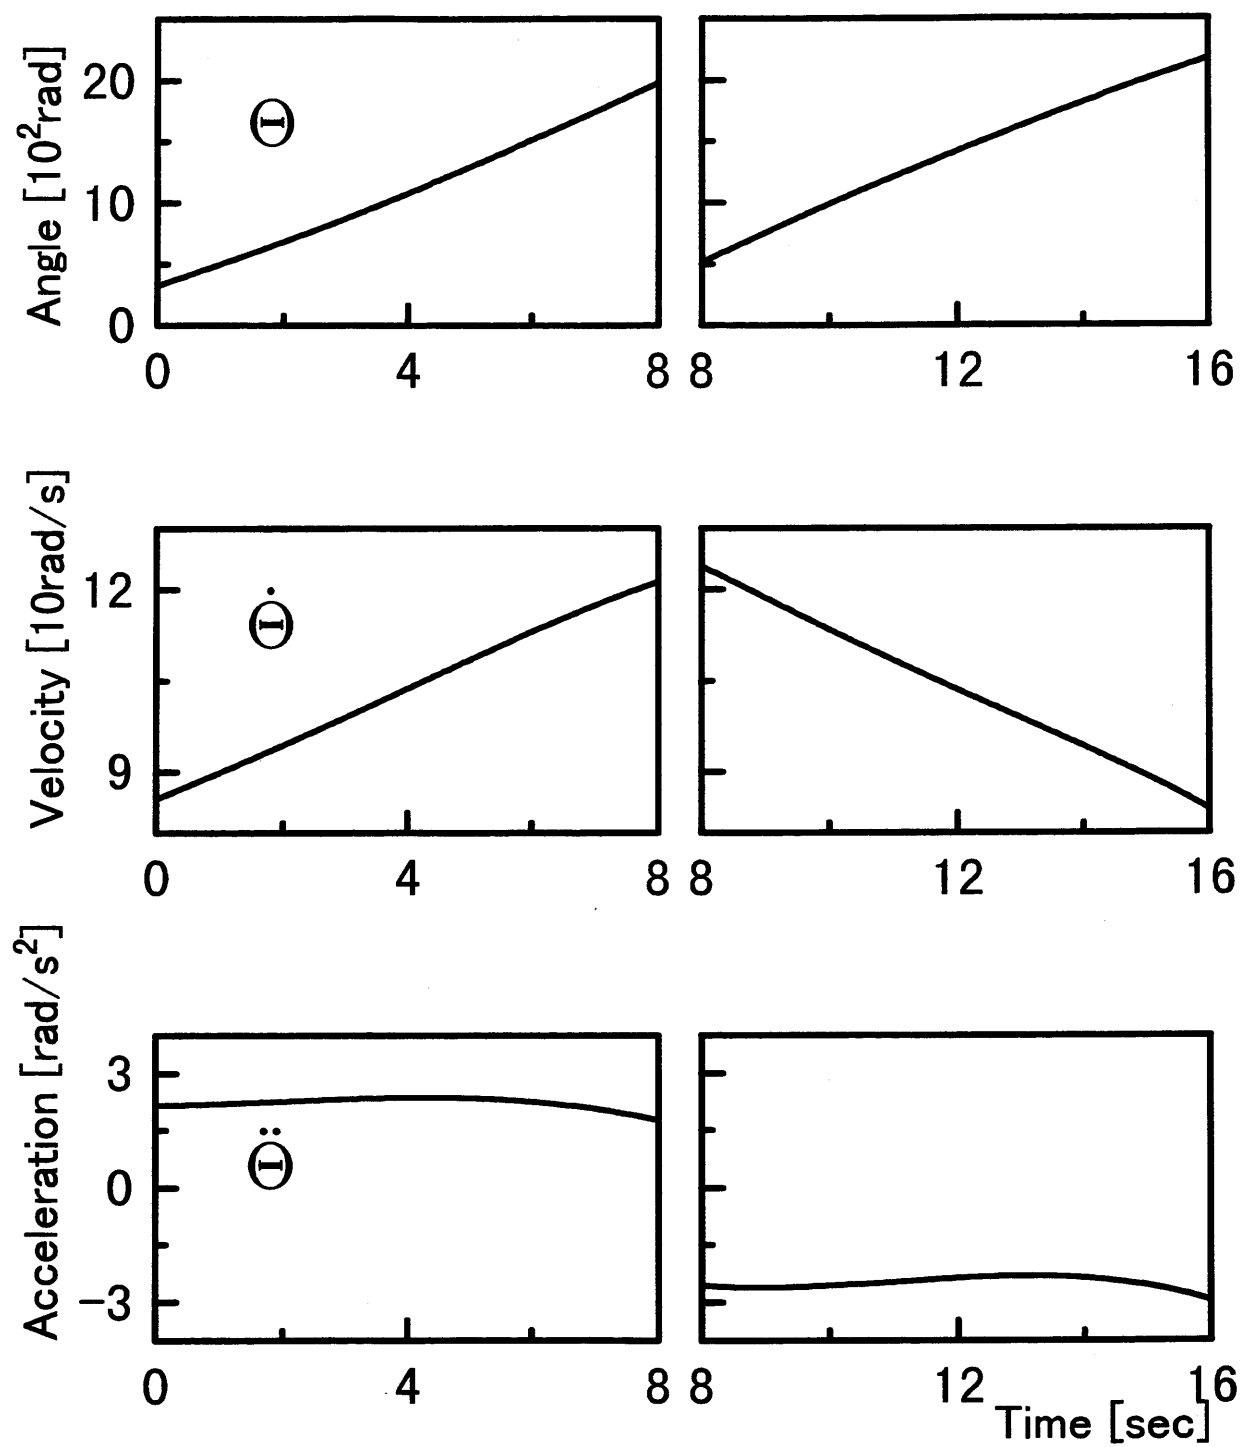 Angle [10²rad]
20
10
0
Θ
0 4 8
8 12 16
Velocity [10rad/s]
12
9
Θ̇
0 4 8
8 12 16
Acceleration [rad/s²]
3
0
−3
Θ̈
0 4 8
8 12 16
Time [sec]